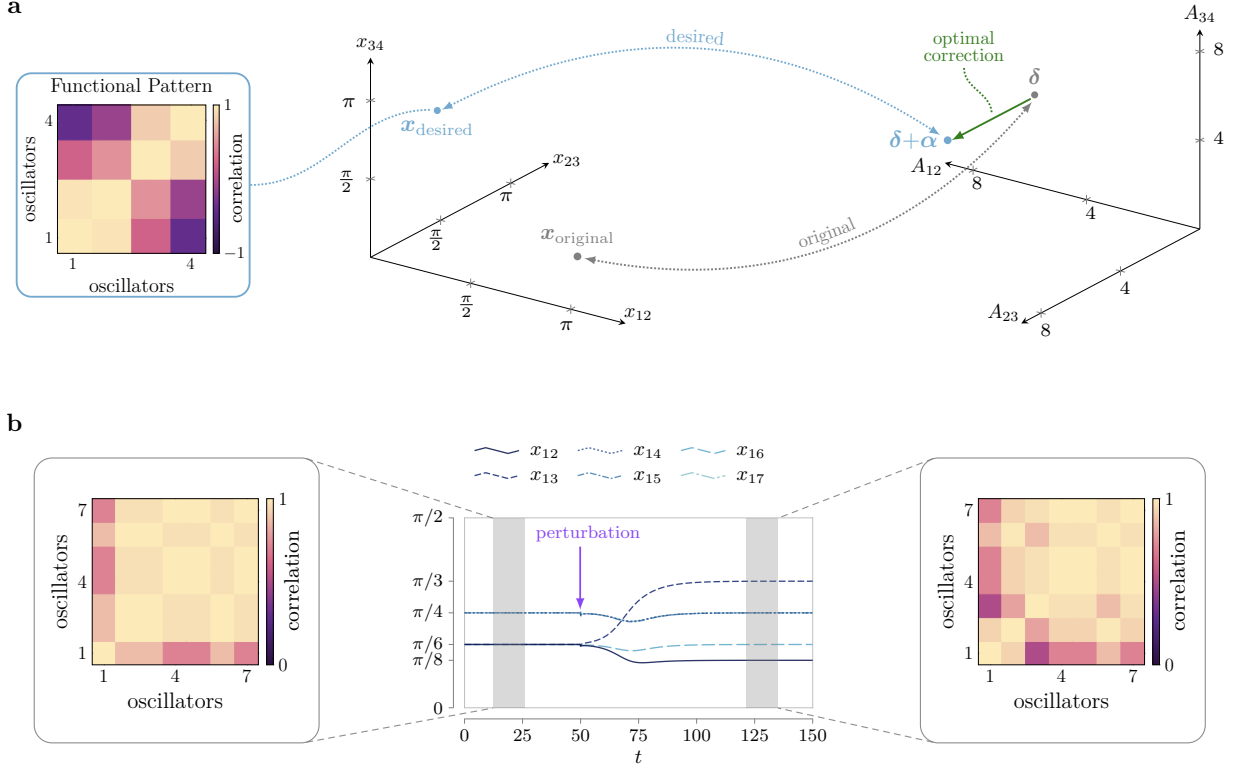 a
Functional Pattern
4
1
oscillators
1
4
oscillators
1
−1
correlation
x34
π
π/2
x23
π
π/2
x12
π/2
π
xdesired
xoriginal
desired
original
optimal
correction
δ
δ+α
A34
8
4
A12
8
4
A23
4
8
b
x12
x14
x16
x13
x15
x17
7
4
1
oscillators
1
4
7
oscillators
1
0
correlation
π/2
π/3
π/4
π/6
π/8
0
perturbation
0
25
50
75
100
125
150
t
7
4
1
oscillators
1
4
7
oscillators
1
0
correlation